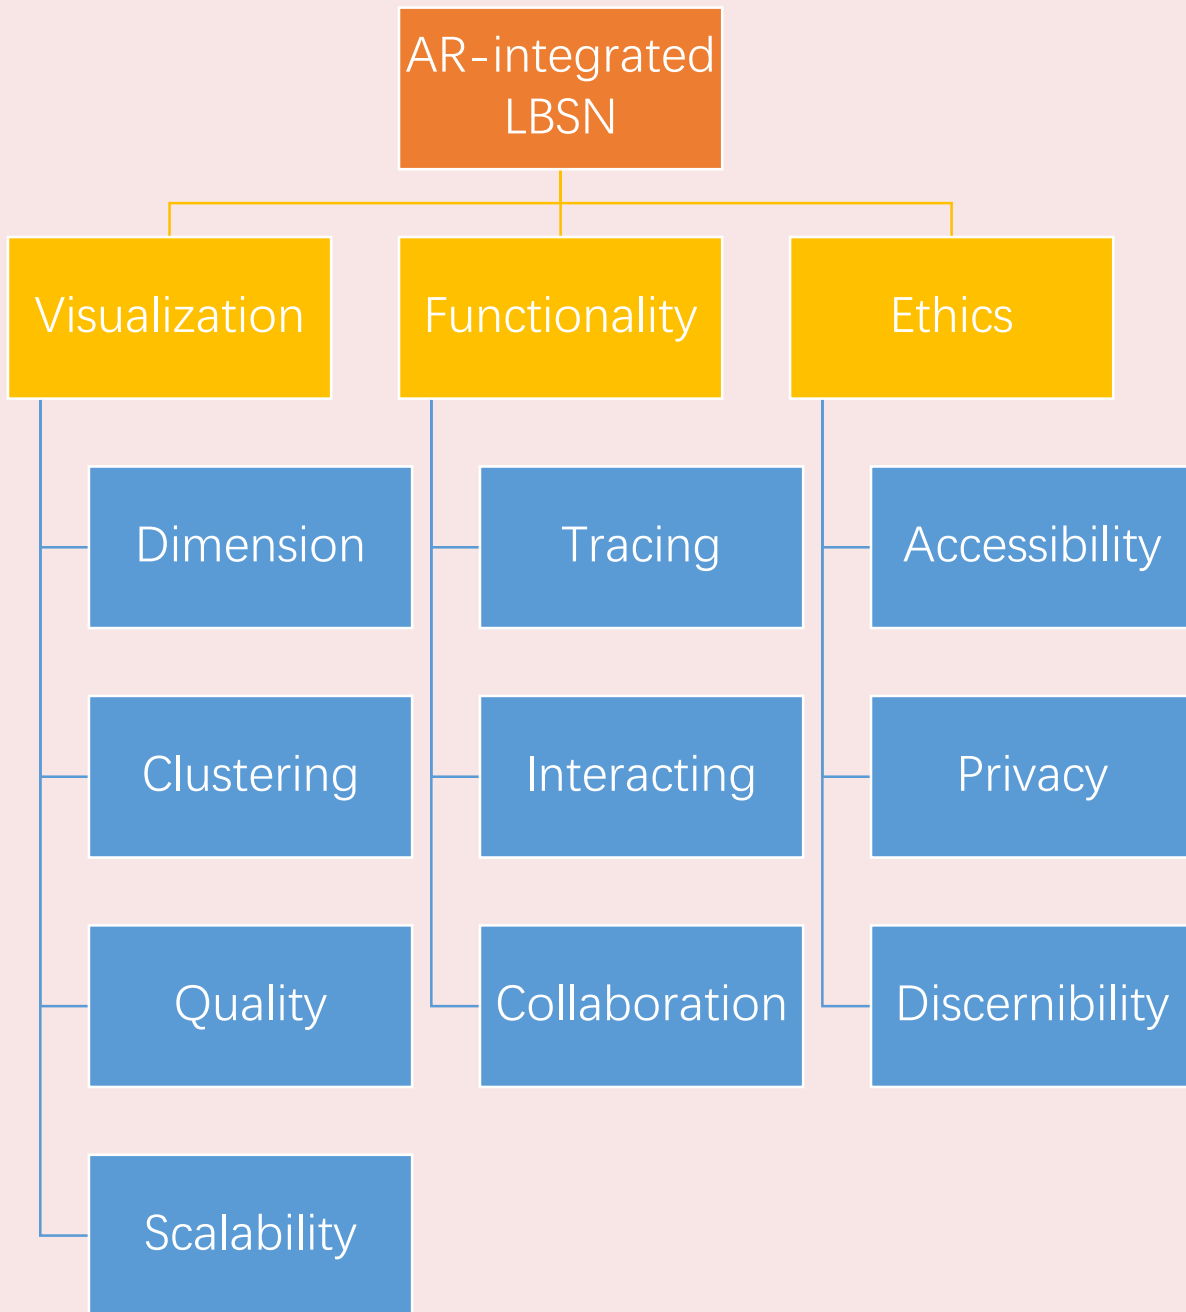 AR-integrated
LBSN
Visualization
Functionality
Ethics
Dimension
Tracing
Accessibility
Clustering
Interacting
Privacy
Quality
Collaboration
Discernibility
Scalability